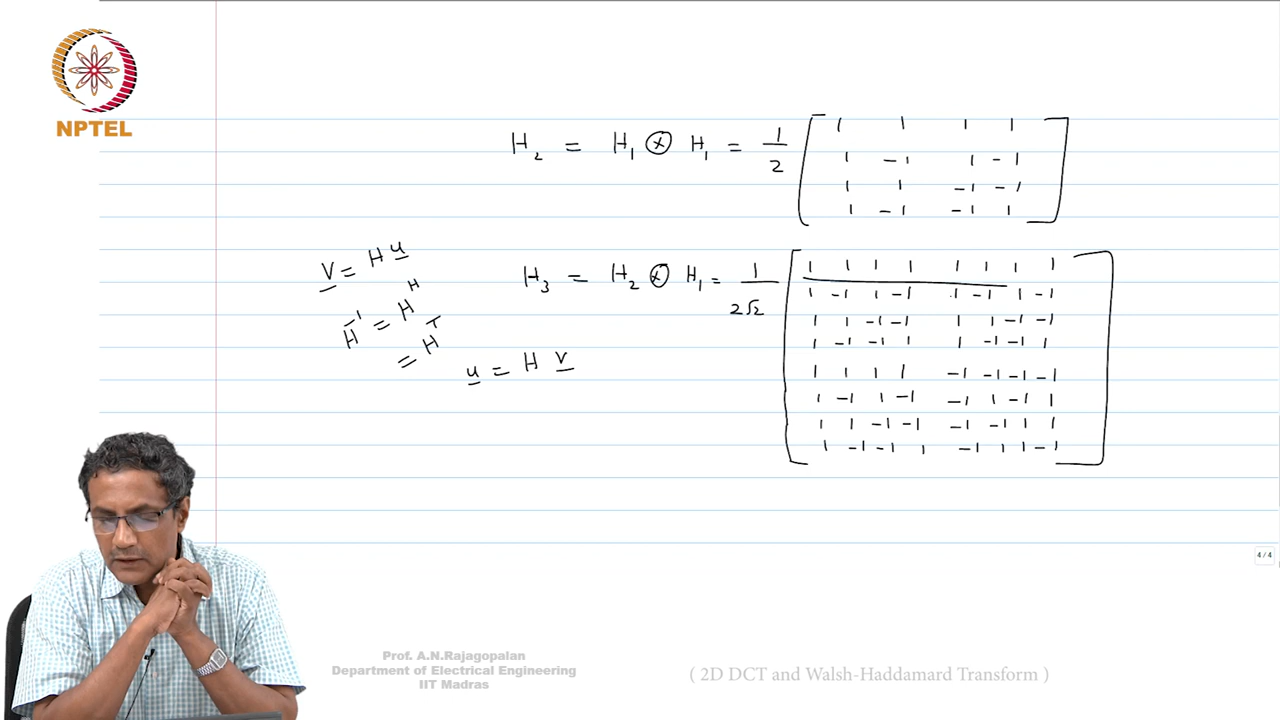 NPTEL
H₂ = H₁ ⊗ H₁ = 1/2 [
1 1 1 1
1 -1 1 -1
1 1 -1 -1
1 -1 -1 1
]
V = H u
H⁻¹ = Hᴴ
= Hᵀ
u = H v
H₃ = H₂ ⊗ H₁ = 1/2√2 [
1 1 1 1 1 1 1 1
1 -1 1 -1 1 -1 1 -1
1 1 -1 -1 1 1 -1 -1
1 -1 -1 1 1 -1 -1 1
1 1 1 1 -1 -1 -1 -1
1 -1 1 -1 -1 1 -1 1
1 1 -1 -1 -1 -1 1 1
1 -1 -1 1 -1 1 1 -1
]
4 / 4
Prof. A.N.Rajagopalan
Department of Electrical Engineering
IIT Madras
( 2D DCT and Walsh-Haddamard Transform )